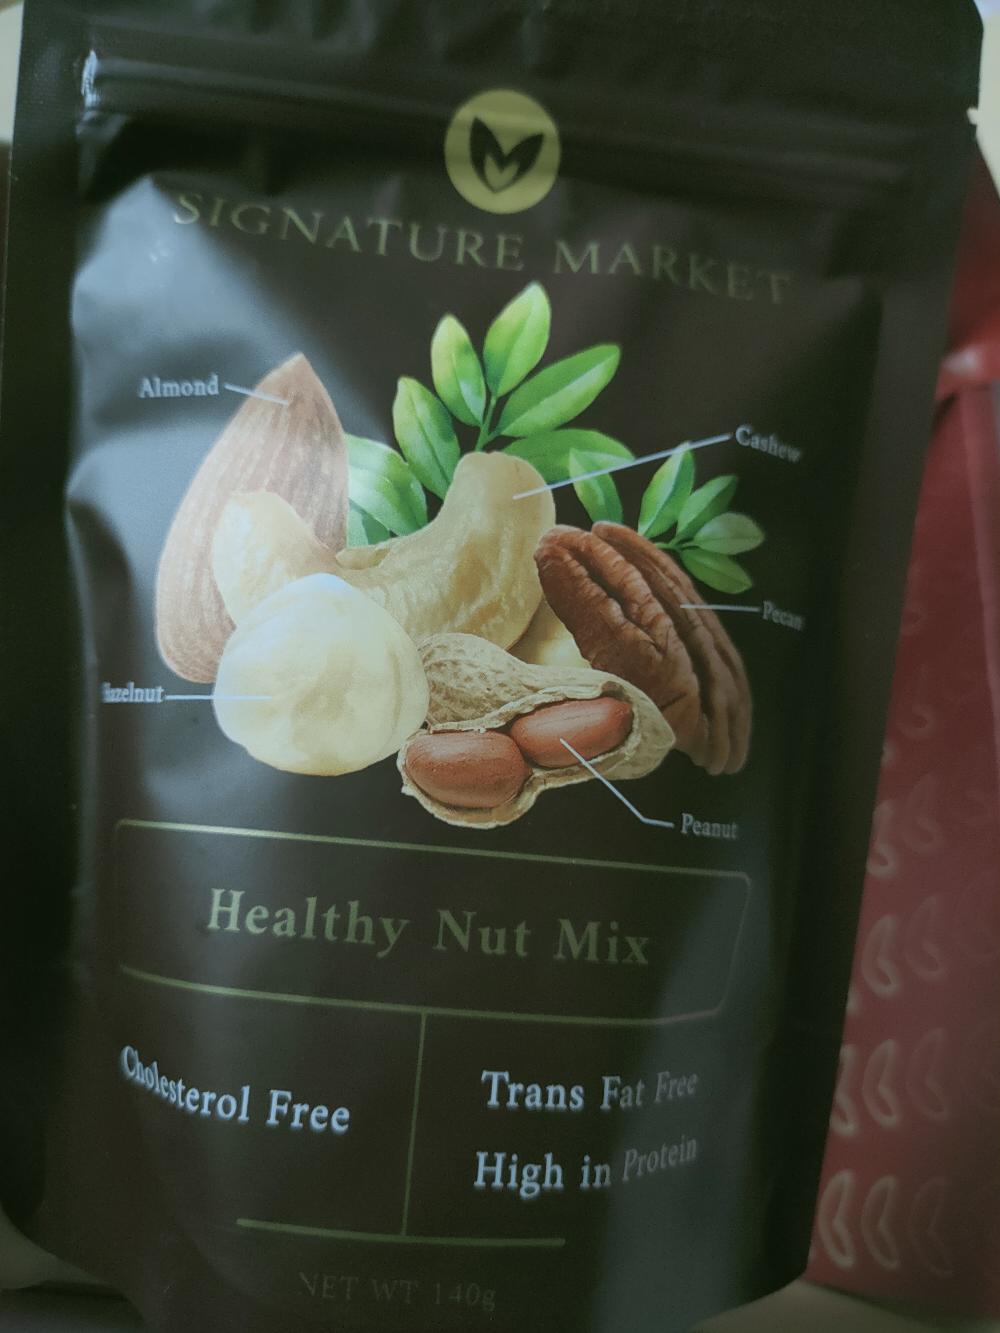 SIGNATURE MARKET
Almond
Cashew
Pecan
Hazelnut
Peanut
Healthy Nut Mix
Cholesterol Free
Trans Fat Free
High in Protein
NET WT 140g